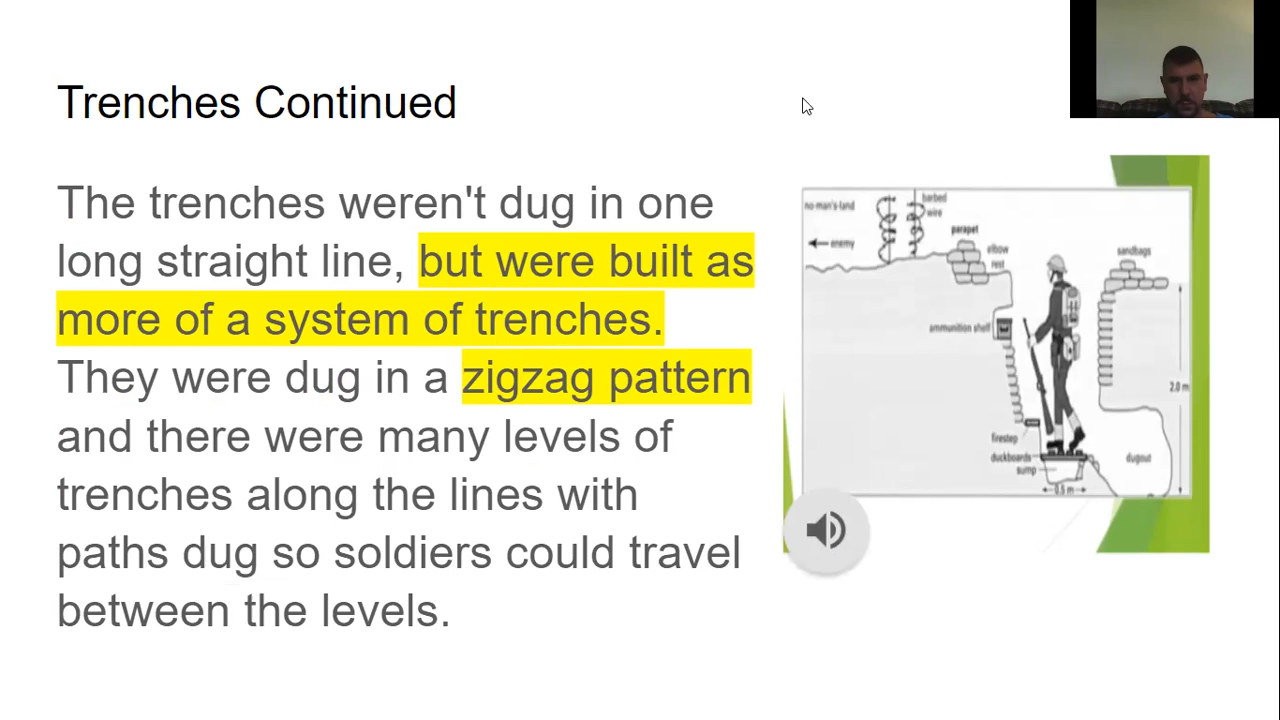 Trenches Continued
The trenches weren't dug in one
long straight line, but were built as
more of a system of trenches.
They were dug in a zigzag pattern
and there were many levels of
trenches along the lines with
paths dug so soldiers could travel
between the levels.
no-man's-land
barbed
wire
enemy
parapet
elbow
rest
sandbags
ammunition shelf
2.0 m
firestep
duckboards
sump
dugout
0.5 m